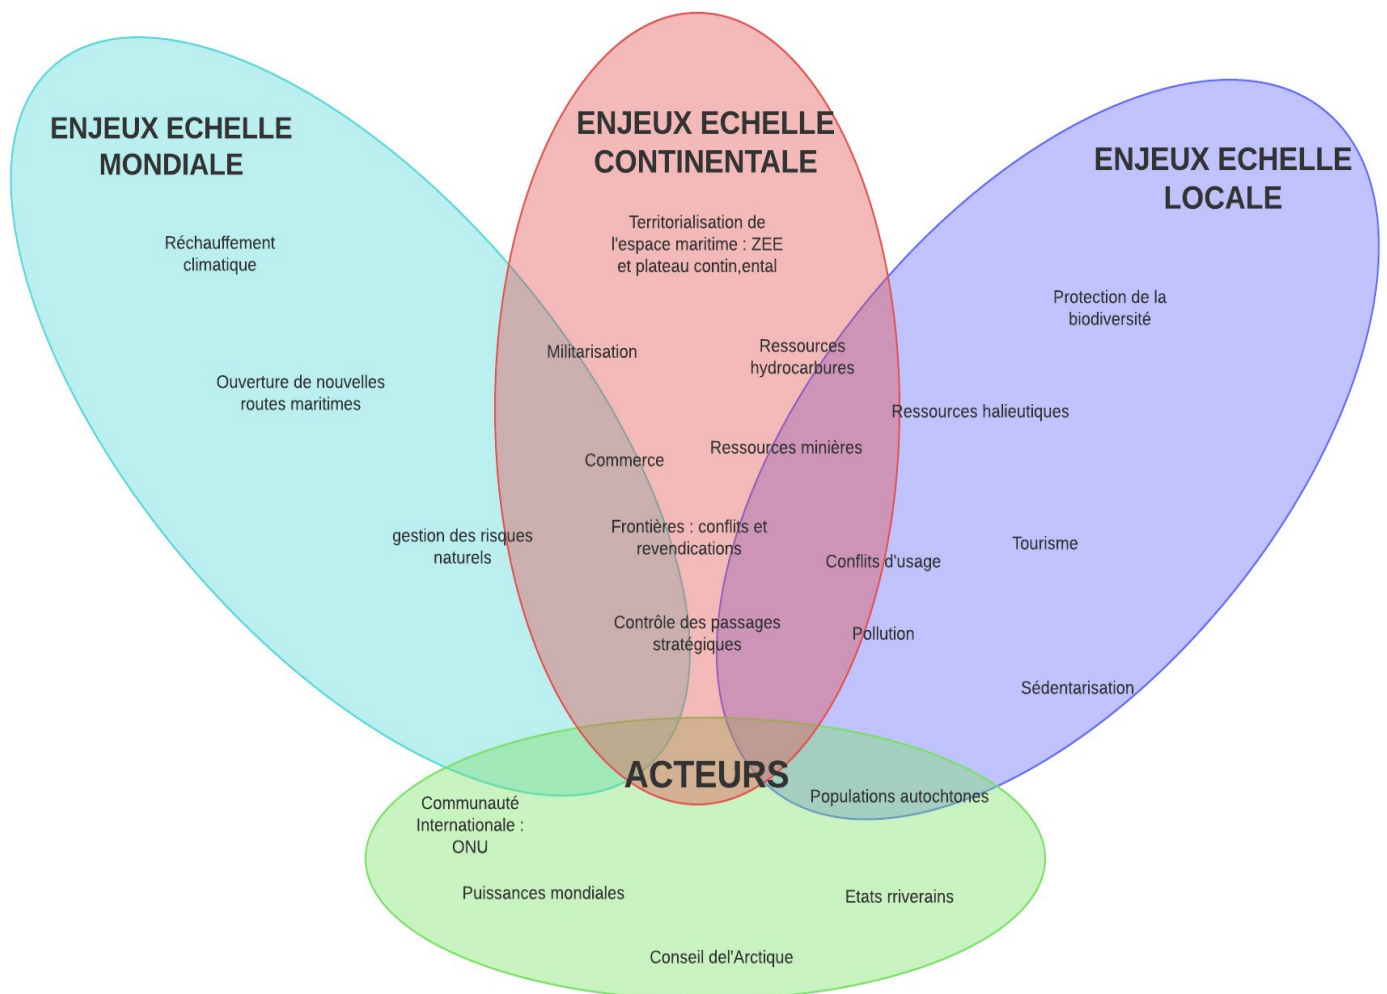 ENJEUX ECHELLE
MONDIALE
Réchauffement
climatique
Ouverture de nouvelles
routes maritimes
gestion des risques
naturels
ENJEUX ECHELLE
CONTINENTALE
Territorialisation de
l'espace maritime : ZEE
et plateau contin,ental
Militarisation
Commerce
Ressources
hydrocarbures
Ressources minières
Frontières : conflits et
revendications
Contrôle des passages
stratégiques
ENJEUX ECHELLE
LOCALE
Protection de la
biodiversité
Ressources halieutiques
Tourisme
Conflits d'usage
Pollution
Sédentarisation
ACTEURS
Communauté
Internationale :
ONU
Populations autochtones
Puissances mondiales
Etats rriverains
Conseil del'Arctique